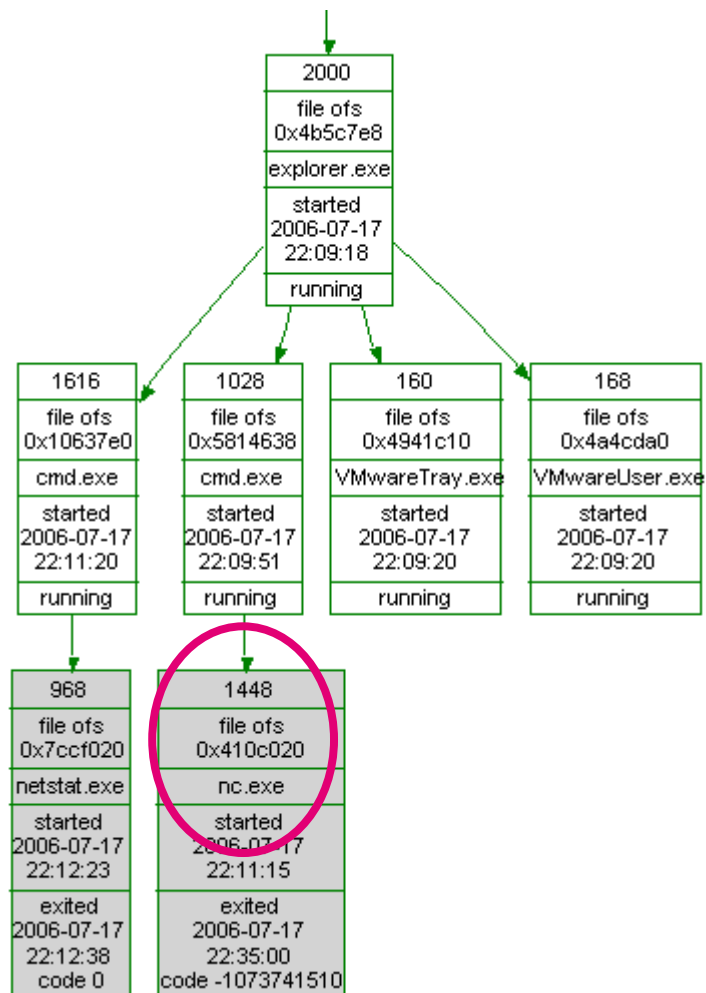 2000
file ofs
0x4b5c7e8
explorer.exe
started
2006-07-17
22:09:18
running
1616
file ofs
0x10637e0
cmd.exe
started
2006-07-17
22:11:20
running
1028
file ofs
0x5814638
cmd.exe
started
2006-07-17
22:09:51
running
160
file ofs
0x4941c10
VMwareTray.exe
started
2006-07-17
22:09:20
running
168
file ofs
0x4a4cda0
VMwareUser.exe
started
2006-07-17
22:09:20
running
968
file ofs
0x7ccf020
netstat.exe
started
2006-07-17
22:12:23
exited
2006-07-17
22:12:38
code 0
1448
file ofs
0x410c020
nc.exe
started
2006-07-17
22:11:15
exited
2006-07-17
22:35:00
code -1073741510